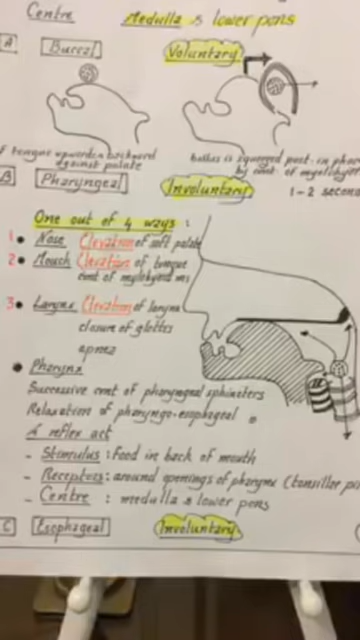 Centre Medulla & lower pons
A Buccal Voluntary
of tongue upwards & backward against palate
bolus is squeezed post. in phar
by cont. of mylohyoid
B Pharyngeal Involuntary 1-2 second
One out of 4 ways:
1 • Nose Elevation of soft palate
2 • Mouth Elevation of tongue
cont of mylohyoid ms
3 • Larynx Elevation of larynx
closure of glottis
apnea
• Pharynx
Successive cont of pharyngeal sphincters
Relaxation of pharyngo-esophageal
A reflex act
- Stimulus : Food in back of mouth
- Receptors : around openings of pharynx (tonsillar pi
- Centre : medulla & lower pons
C Esophageal Involuntary